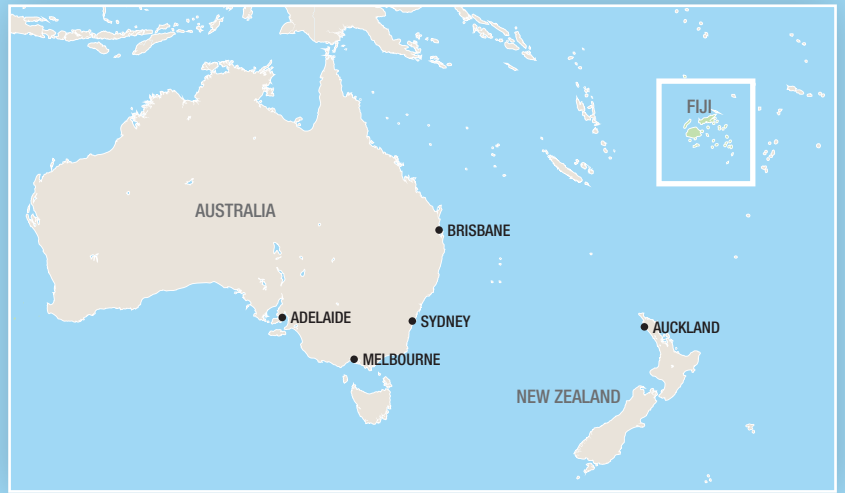 FIJI
AUSTRALIA
BRISBANE
ADELAIDE
SYDNEY
AUCKLAND
MELBOURNE
NEW ZEALAND